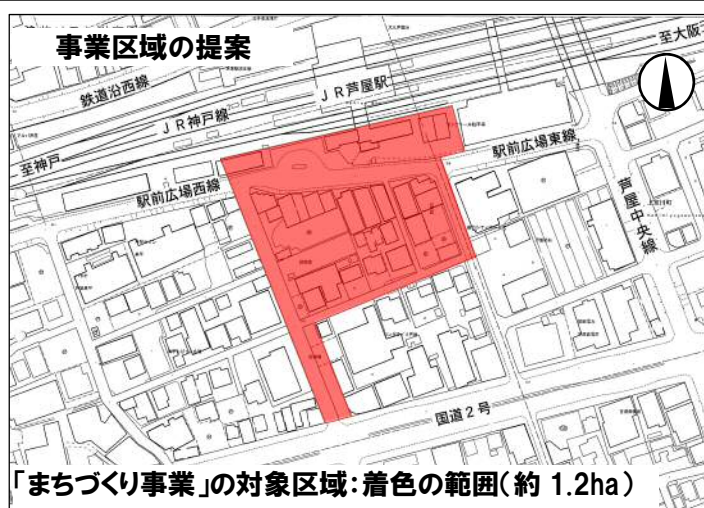 事業区域の提案
至大阪
鉄道沿西線
JR芦屋駅
JR神戸線
至神戸
駅前広場西線
駅前広場東線
芦屋中央線
国道2号
「まちづくり事業」の対象区域:着色の範囲(約 1.2ha)